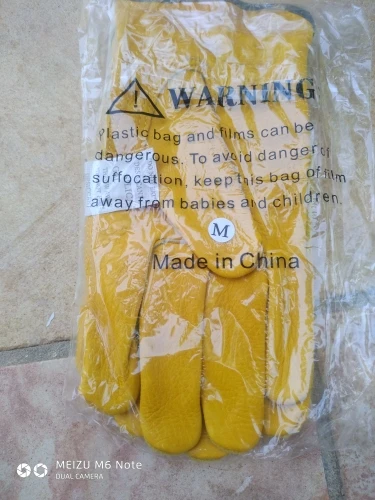 WARNING
Plastic bag and films can be
dangerous. To avoid danger of
suffocation, keep this bag of film
away from babies and children.
M
Made in China
MEIZU M6 Note
DUAL CAMERA